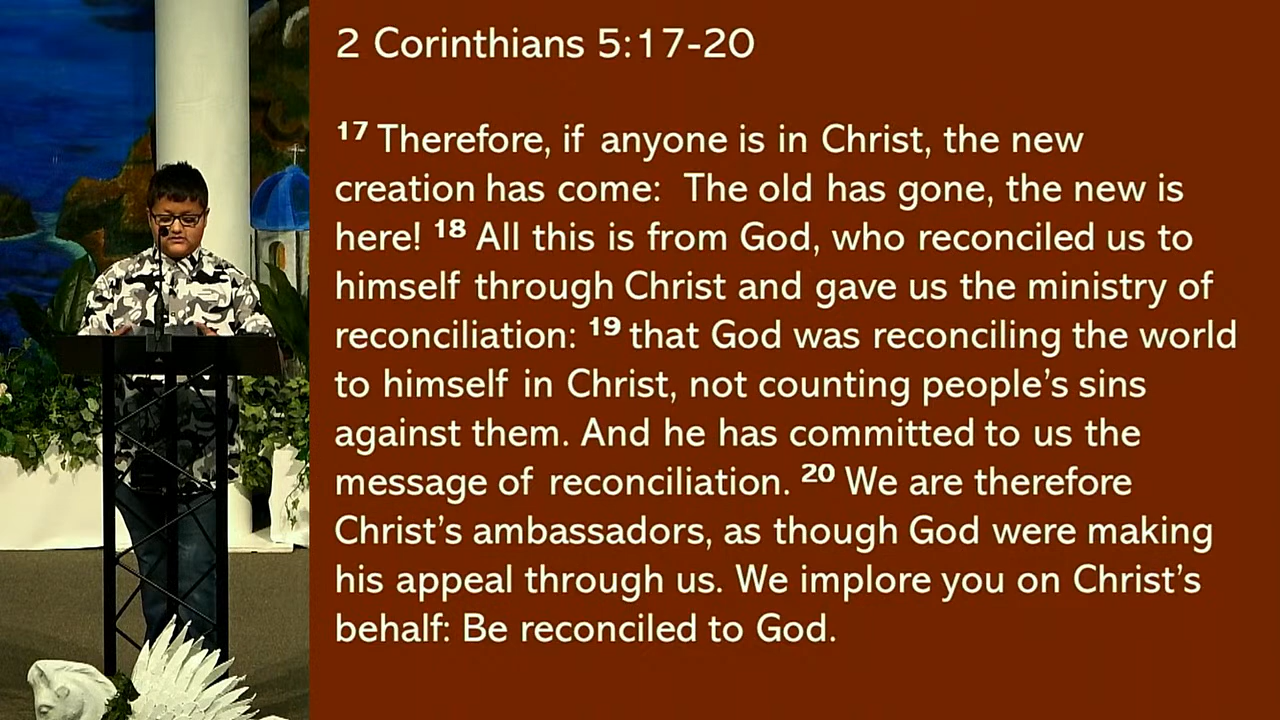 2 Corinthians 5:17-20
¹⁷ Therefore, if anyone is in Christ, the new
creation has come: The old has gone, the new is
here! ¹⁸ All this is from God, who reconciled us to
himself through Christ and gave us the ministry of
reconciliation: ¹⁹ that God was reconciling the world
to himself in Christ, not counting people’s sins
against them. And he has committed to us the
message of reconciliation. ²⁰ We are therefore
Christ’s ambassadors, as though God were making
his appeal through us. We implore you on Christ’s
behalf: Be reconciled to God.